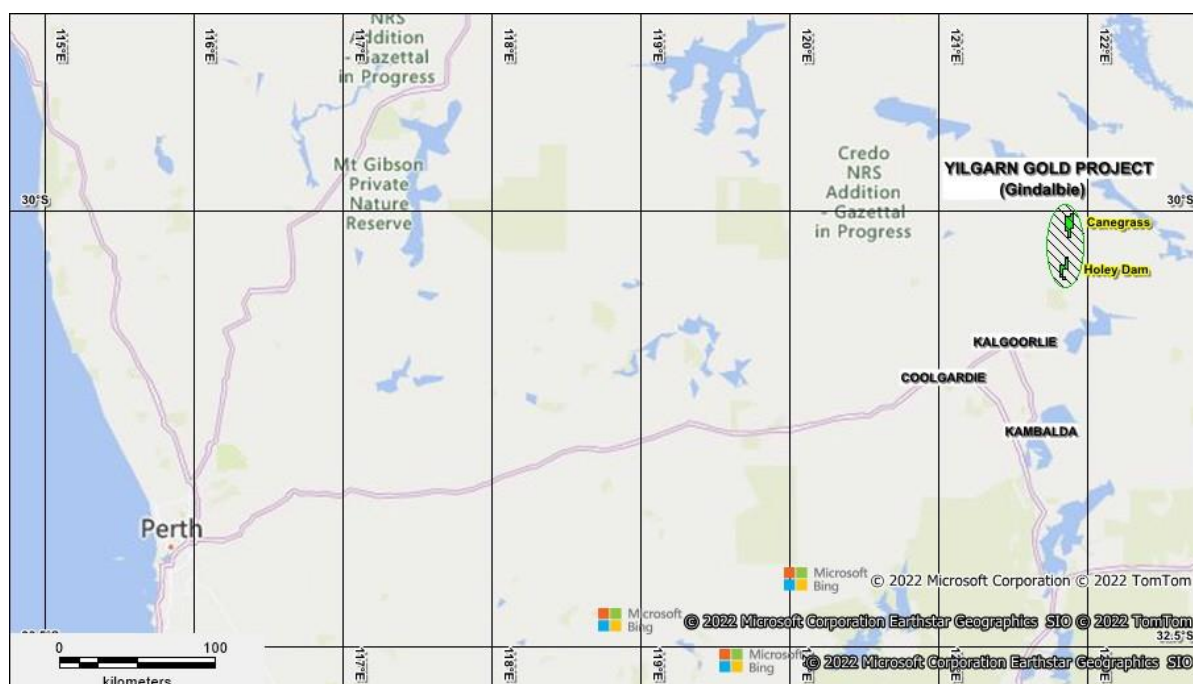 115°E
116°E
117°E
118°E
119°E
120°E
121°E
122°E
NRS
Addition
- Gazettal
in Progress
Mt Gibson
Private
Nature
Reserve
Credo
NRS
Addition
- Gazettal
in Progress
YILGARN GOLD PROJECT
(Gindalbie)
30°S
30°S
Canegrass
Holey Dam
KALGOORLIE
COOLGARDIE
KAMBALDA
Perth
Microsoft
Bing
© 2022 Microsoft Corporation © 2022 TomTom
Microsoft
Bing
© 2022 Microsoft Corporation Earthstar Geographics SIO © 2022 TomTom
32.5°S
0 100
kilometers
117°E
118°E
119°E
120°E
121°E
122°E
Microsoft
Bing
© 2022 Microsoft Corporation Earthstar Geographics SIO